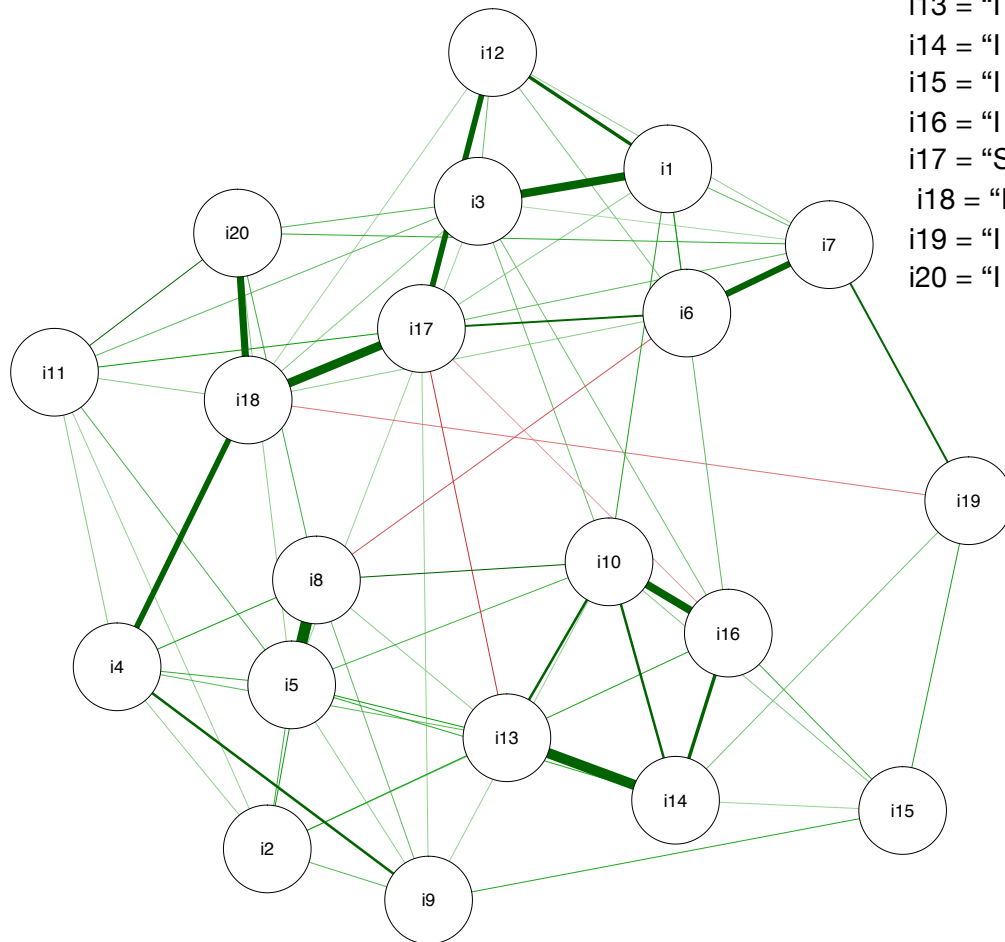 i13 = “I
i14 = “I
i15 = “I
i16 = “I
i17 = “S
i18 = “I
i19 = “I
i20 = “I
i12
i1
i3
i20
i7
i6
i17
i11
i18
i19
i10
i8
i16
i4
i5
i13
i14
i15
i2
i9